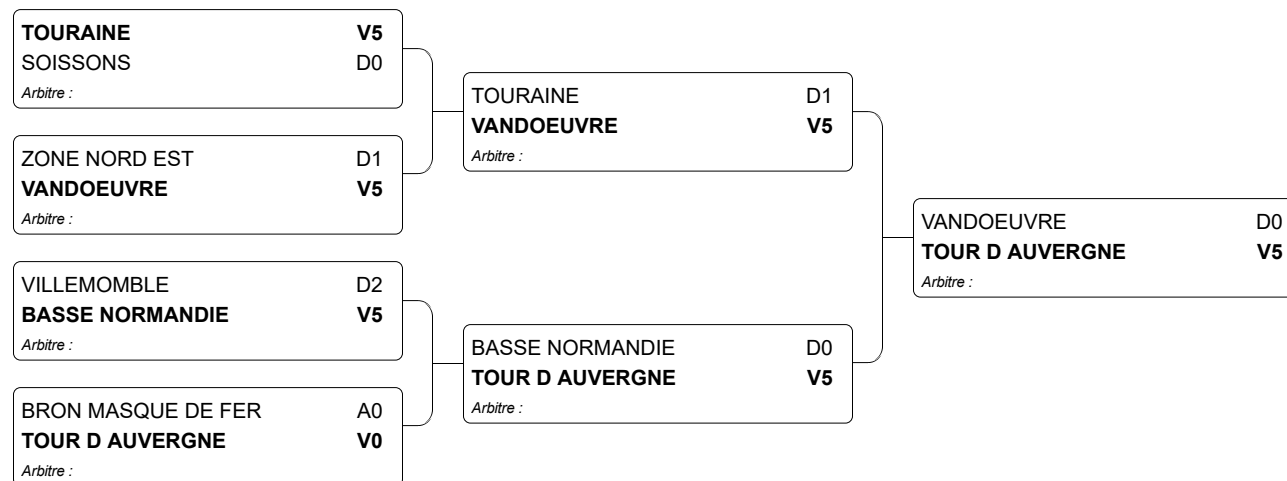 TOURAINE V5
SOISSONS D0
Arbitre :
ZONE NORD EST D1
VANDOEUVRE V5
Arbitre :
VILLEMOMBLE D2
BASSE NORMANDIE V5
Arbitre :
BRON MASQUE DE FER A0
TOUR D AUVERGNE V0
Arbitre :
TOURAINE D1
VANDOEUVRE V5
Arbitre :
BASSE NORMANDIE D0
TOUR D AUVERGNE V5
Arbitre :
VANDOEUVRE D0
TOUR D AUVERGNE V5
Arbitre :